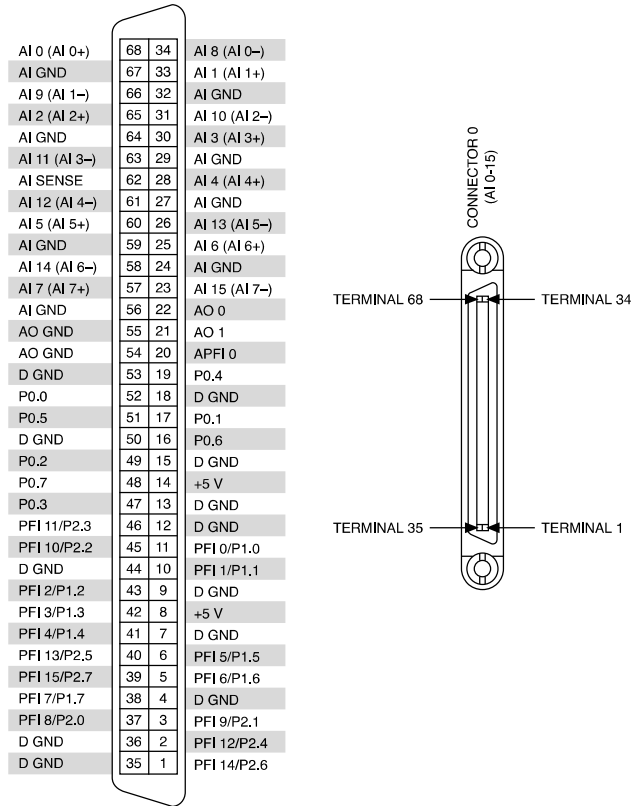 AI 0 (AI 0+) 68 34 AI 8 (AI 0–)
AI GND 67 33 AI 1 (AI 1+)
AI 9 (AI 1–) 66 32 AI GND
AI 2 (AI 2+) 65 31 AI 10 (AI 2–)
AI GND 64 30 AI 3 (AI 3+)
AI 11 (AI 3–) 63 29 AI GND
AI SENSE 62 28 AI 4 (AI 4+)
AI 12 (AI 4–) 61 27 AI GND
AI 5 (AI 5+) 60 26 AI 13 (AI 5–)
AI GND 59 25 AI 6 (AI 6+)
AI 14 (AI 6–) 58 24 AI GND
AI 7 (AI 7+) 57 23 AI 15 (AI 7–)
AI GND 56 22 AO 0
AO GND 55 21 AO 1
AO GND 54 20 APFI 0
D GND 53 19 P0.4
P0.0 52 18 D GND
P0.5 51 17 P0.1
D GND 50 16 P0.6
P0.2 49 15 D GND
P0.7 48 14 +5 V
P0.3 47 13 D GND
PFI 11/P2.3 46 12 D GND
PFI 10/P2.2 45 11 PFI 0/P1.0
D GND 44 10 PFI 1/P1.1
PFI 2/P1.2 43 9 D GND
PFI 3/P1.3 42 8 +5 V
PFI 4/P1.4 41 7 D GND
PFI 13/P2.5 40 6 PFI 5/P1.5
PFI 15/P2.7 39 5 PFI 6/P1.6
PFI 7/P1.7 38 4 D GND
PFI 8/P2.0 37 3 PFI 9/P2.1
D GND 36 2 PFI 12/P2.4
D GND 35 1 PFI 14/P2.6
CONNECTOR 0
(AI 0-15)
TERMINAL 68 TERMINAL 34
TERMINAL 35 TERMINAL 1